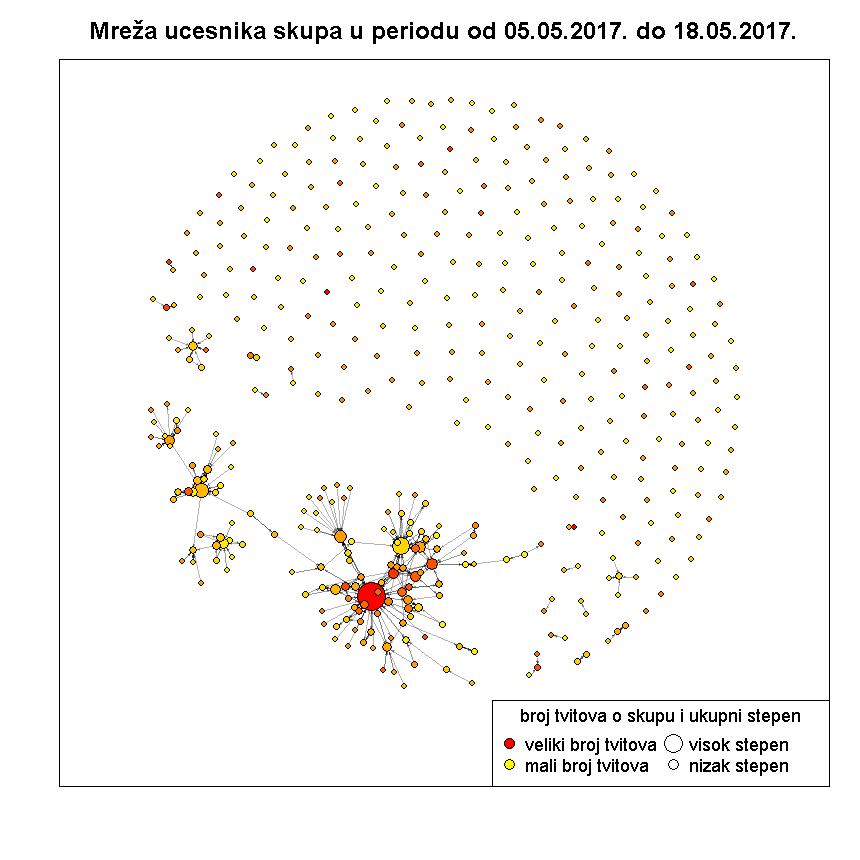 Mreža ucesnika skupa u periodu od 05.05.2017. do 18.05.2017.
broj tvitova o skupu i ukupni stepen
veliki broj tvitova visok stepen
mali broj tvitova nizak stepen